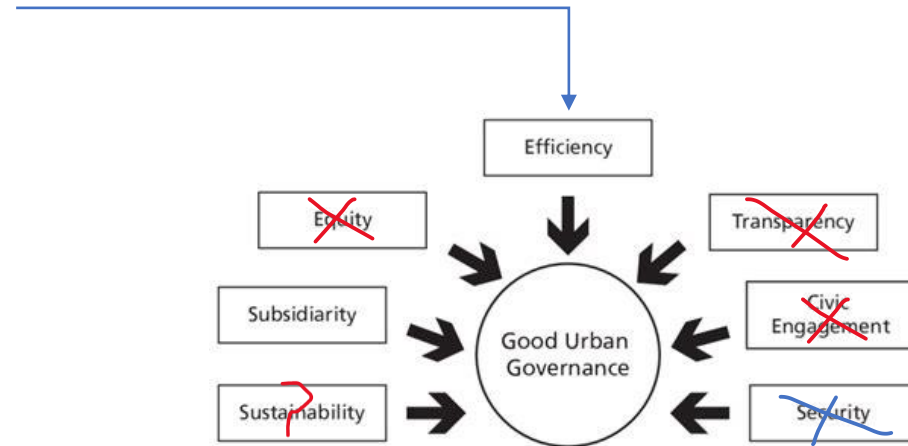 Efficiency
Equity
Transparency
Subsidiarity
Civic
Engagement
Good Urban
Governance
Sustainability
?
Security